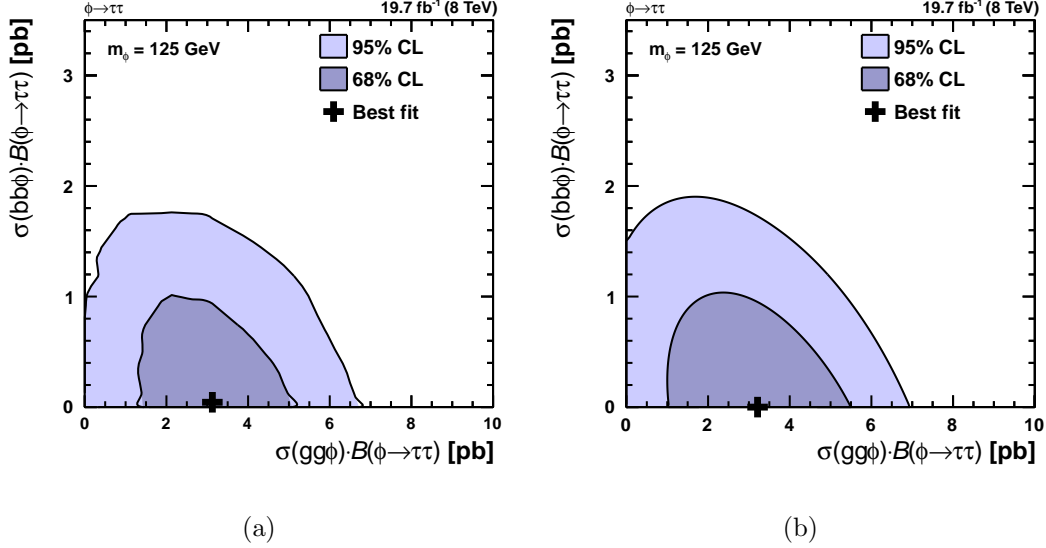 ϕ→ττ 19.7 fb⁻¹ (8 TeV)
m_ϕ = 125 GeV
95% CL
68% CL
Best fit
σ(bbϕ)·B(ϕ→ττ) [pb]
3
2
1
0
0 2 4 6 8 10
σ(ggϕ)·B(ϕ→ττ) [pb]
(a)
ϕ→ττ 19.7 fb⁻¹ (8 TeV)
m_ϕ = 125 GeV
95% CL
68% CL
Best fit
σ(bbϕ)·B(ϕ→ττ) [pb]
3
2
1
0
0 2 4 6 8 10
σ(ggϕ)·B(ϕ→ττ) [pb]
(b)